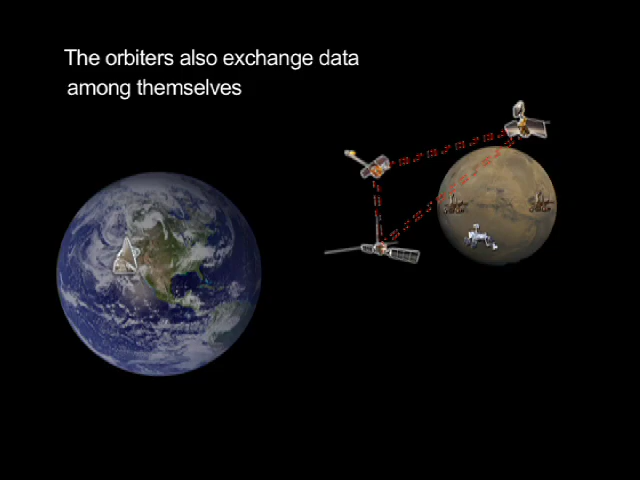 The orbiters also exchange data
among themselves